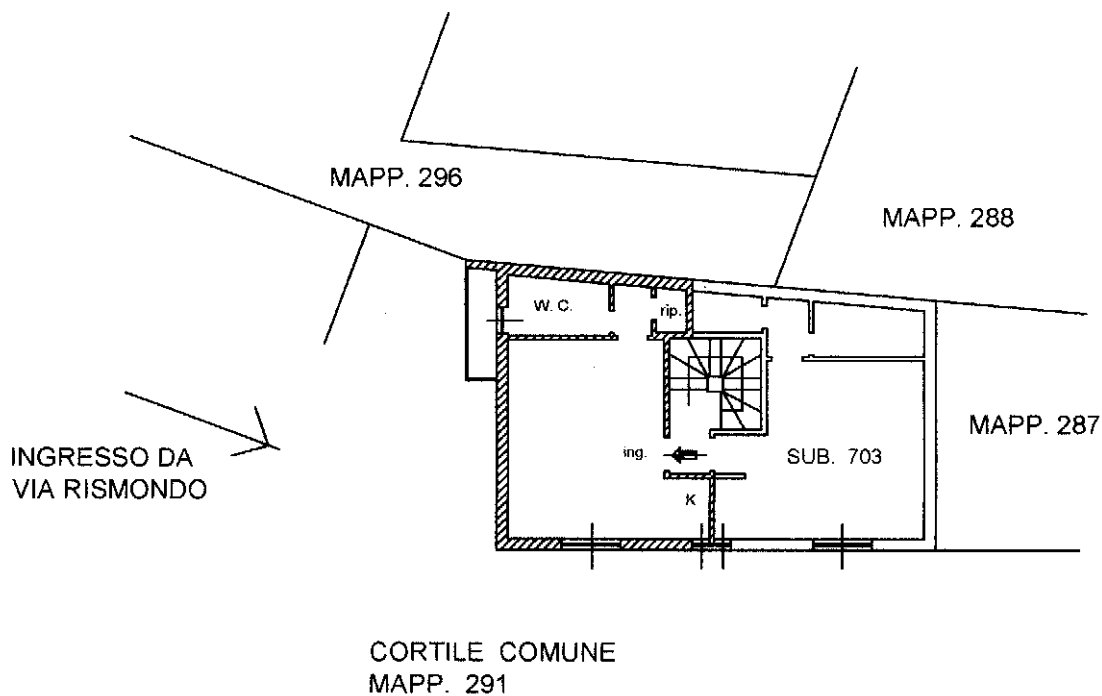 MAPP. 296
MAPP. 288
W. C.
rip.
MAPP. 287
INGRESSO DA
VIA RISMONDO
ing.
SUB. 703
K
CORTILE COMUNE
MAPP. 291